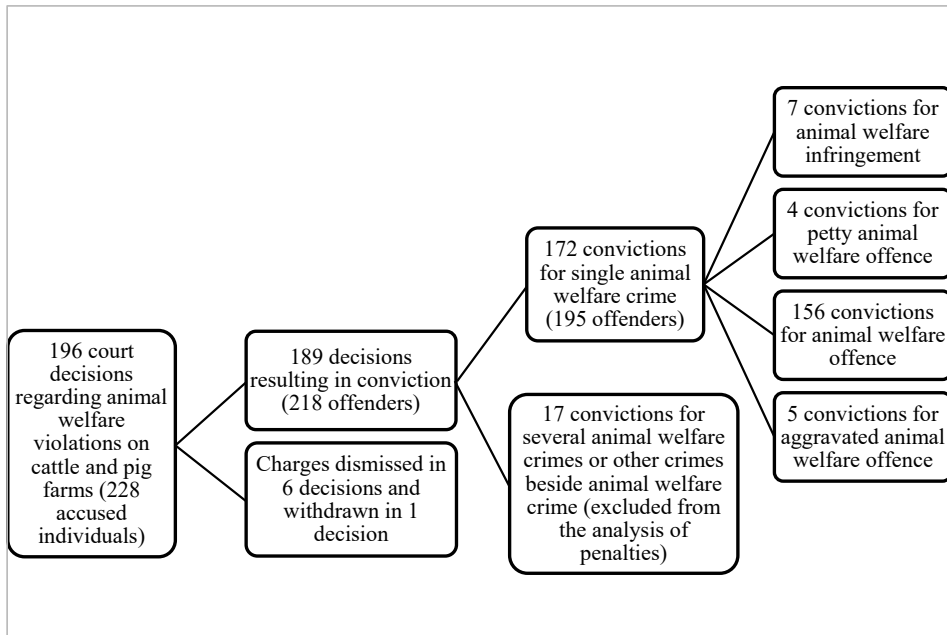 196 court
decisions
regarding animal
welfare
violations on
cattle and pig
farms (228
accused
individuals)
189 decisions
resulting in conviction
(218 offenders)
Charges dismissed in
6 decisions and
withdrawn in 1
decision
172 convictions
for single animal
welfare crime
(195 offenders)
17 convictions for
several animal welfare
crimes or other crimes
beside animal welfare
crime (excluded from
the analysis of
penalties)
7 convictions for
animal welfare
infringement
4 convictions for
petty animal
welfare offence
156 convictions
for animal welfare
offence
5 convictions for
aggravated animal
welfare offence